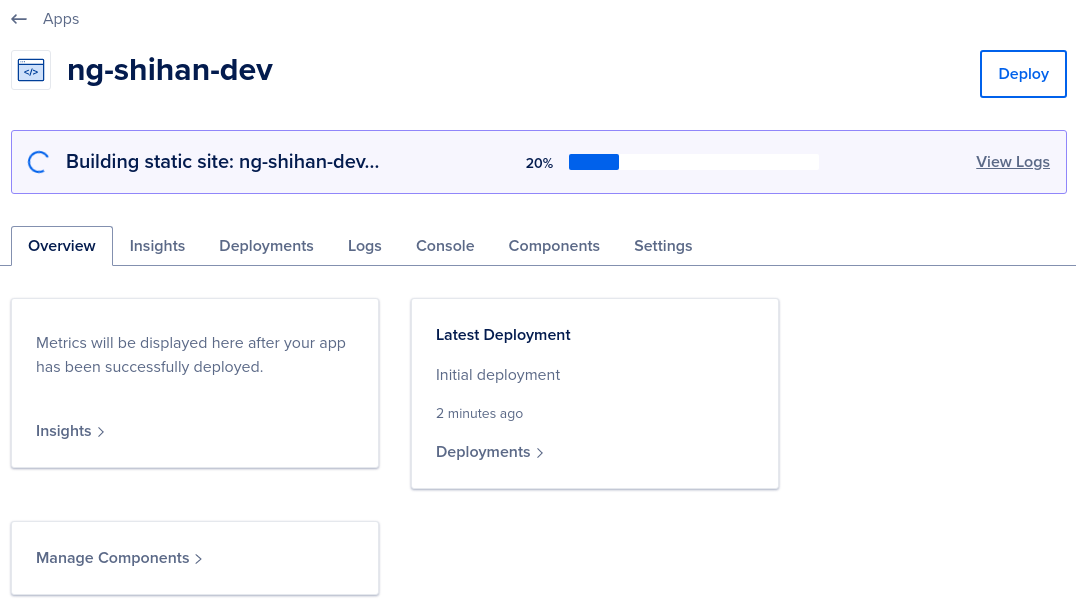 Apps
</>
ng-shihan-dev
Deploy
Building static site: ng-shihan-dev...
20%
View Logs
Overview
Insights
Deployments
Logs
Console
Components
Settings
Metrics will be displayed here after your app
has been successfully deployed.
Insights
Latest Deployment
Initial deployment
2 minutes ago
Deployments
Manage Components